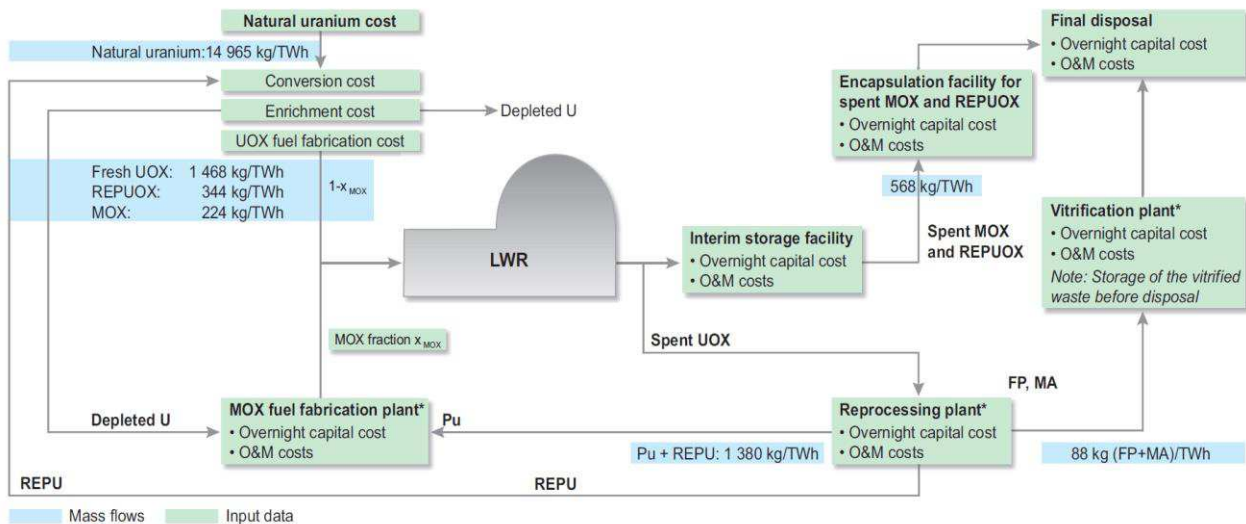 Natural uranium cost
Natural uranium:14 965 kg/TWh
Conversion cost
Enrichment cost
Depleted U
UOX fuel fabrication cost
Fresh UOX: 1 468 kg/TWh
REPUOX: 344 kg/TWh
MOX: 224 kg/TWh
1-x MOX
LWR
MOX fraction x MOX
Depleted U
MOX fuel fabrication plant*
• Overnight capital cost
• O&M costs
Pu
Interim storage facility
• Overnight capital cost
• O&M costs
Spent UOX
Encapsulation facility for
spent MOX and REPUOX
• Overnight capital cost
• O&M costs
568 kg/TWh
Spent MOX
and REPUOX
Final disposal
• Overnight capital cost
• O&M costs
Vitrification plant*
• Overnight capital cost
• O&M costs
Note: Storage of the vitrified
waste before disposal
FP, MA
Reprocessing plant*
• Overnight capital cost
• O&M costs
Pu + REPU: 1 380 kg/TWh
88 kg (FP+MA)/TWh
REPU
REPU
Mass flows
Input data